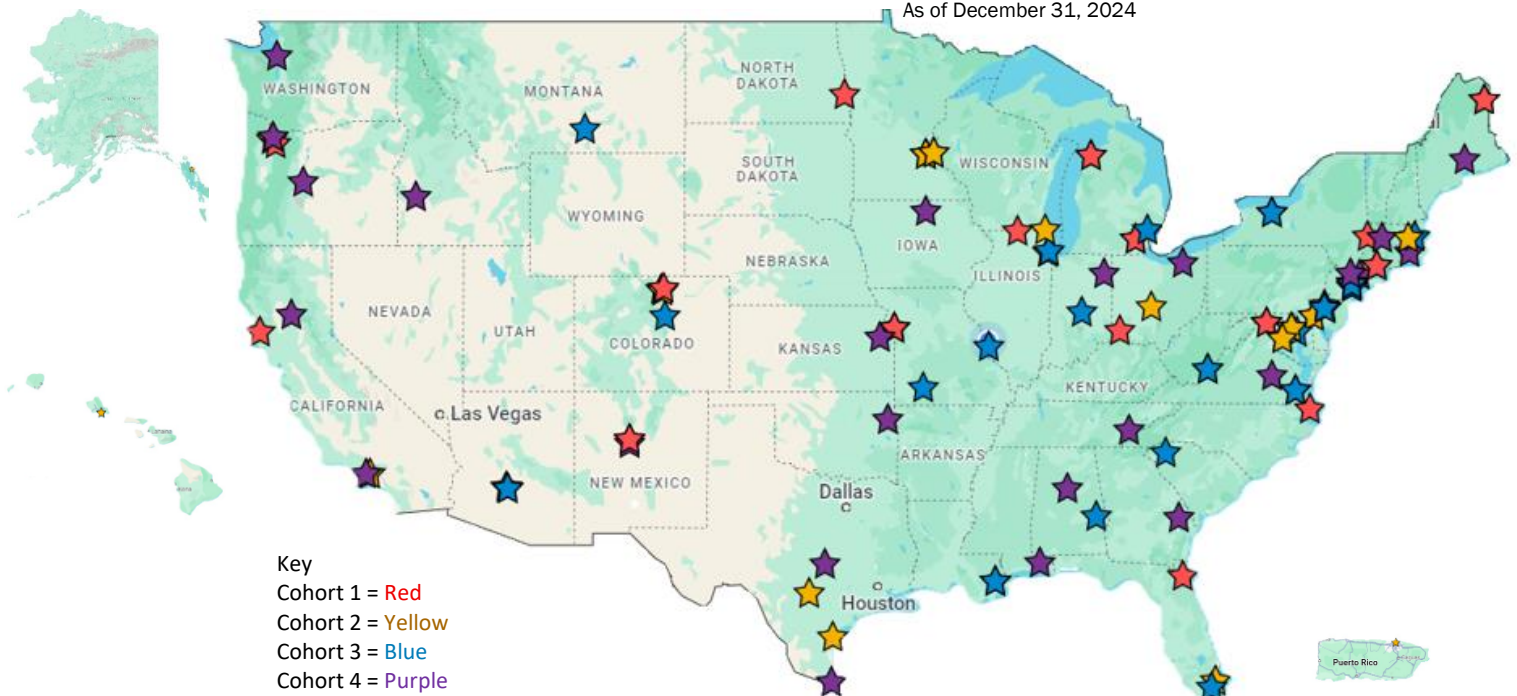 As of December 31, 2024
WASHINGTON
MONTANA
NORTH
DAKOTA
al
WISCONSIN
SOUTH
DAKOTA
WYOMING
IOWA
NEBRASKA
ILLINOIS
NEVADA
UTAH
COLORADO
KANSAS
KENTUCKY
CALIFORNIA
Las Vegas
ARKANSAS
NEW MEXICO
Dallas
Houston
Key
Cohort 1 = Red
Cohort 2 = Yellow
Cohort 3 = Blue
Cohort 4 = Purple
Puerto Rico